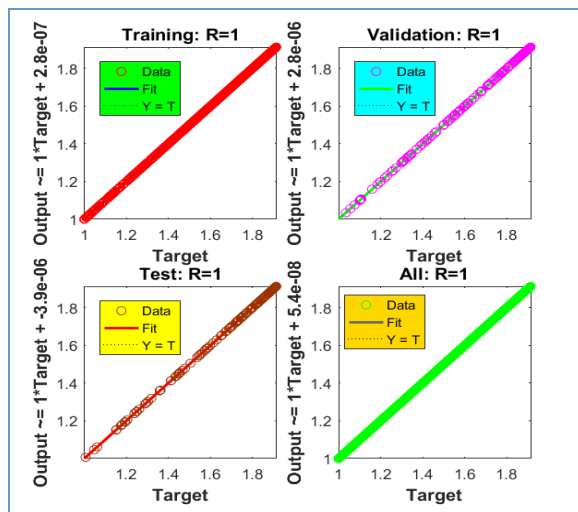 Training: R=1
Output ~= 1*Target + 2.8e-07
1.8
1.6
1.4
1.2
1
Data
Fit
Y = T
1
1.2
1.4
1.6
1.8
Target
Validation: R=1
Output ~= 1*Target + 2.8e-06
1.8
1.6
1.4
1.2
1
Data
Fit
Y = T
1.2
1.4
1.6
1.8
Target
Test: R=1
Output ~= 1*Target + -3.9e-06
1.8
1.6
1.4
1.2
1
Data
Fit
Y = T
1.2
1.4
1.6
1.8
Target
All: R=1
Output ~= 1*Target + 5.4e-08
1.8
1.6
1.4
1.2
1
Data
Fit
Y = T
1
1.2
1.4
1.6
1.8
Target